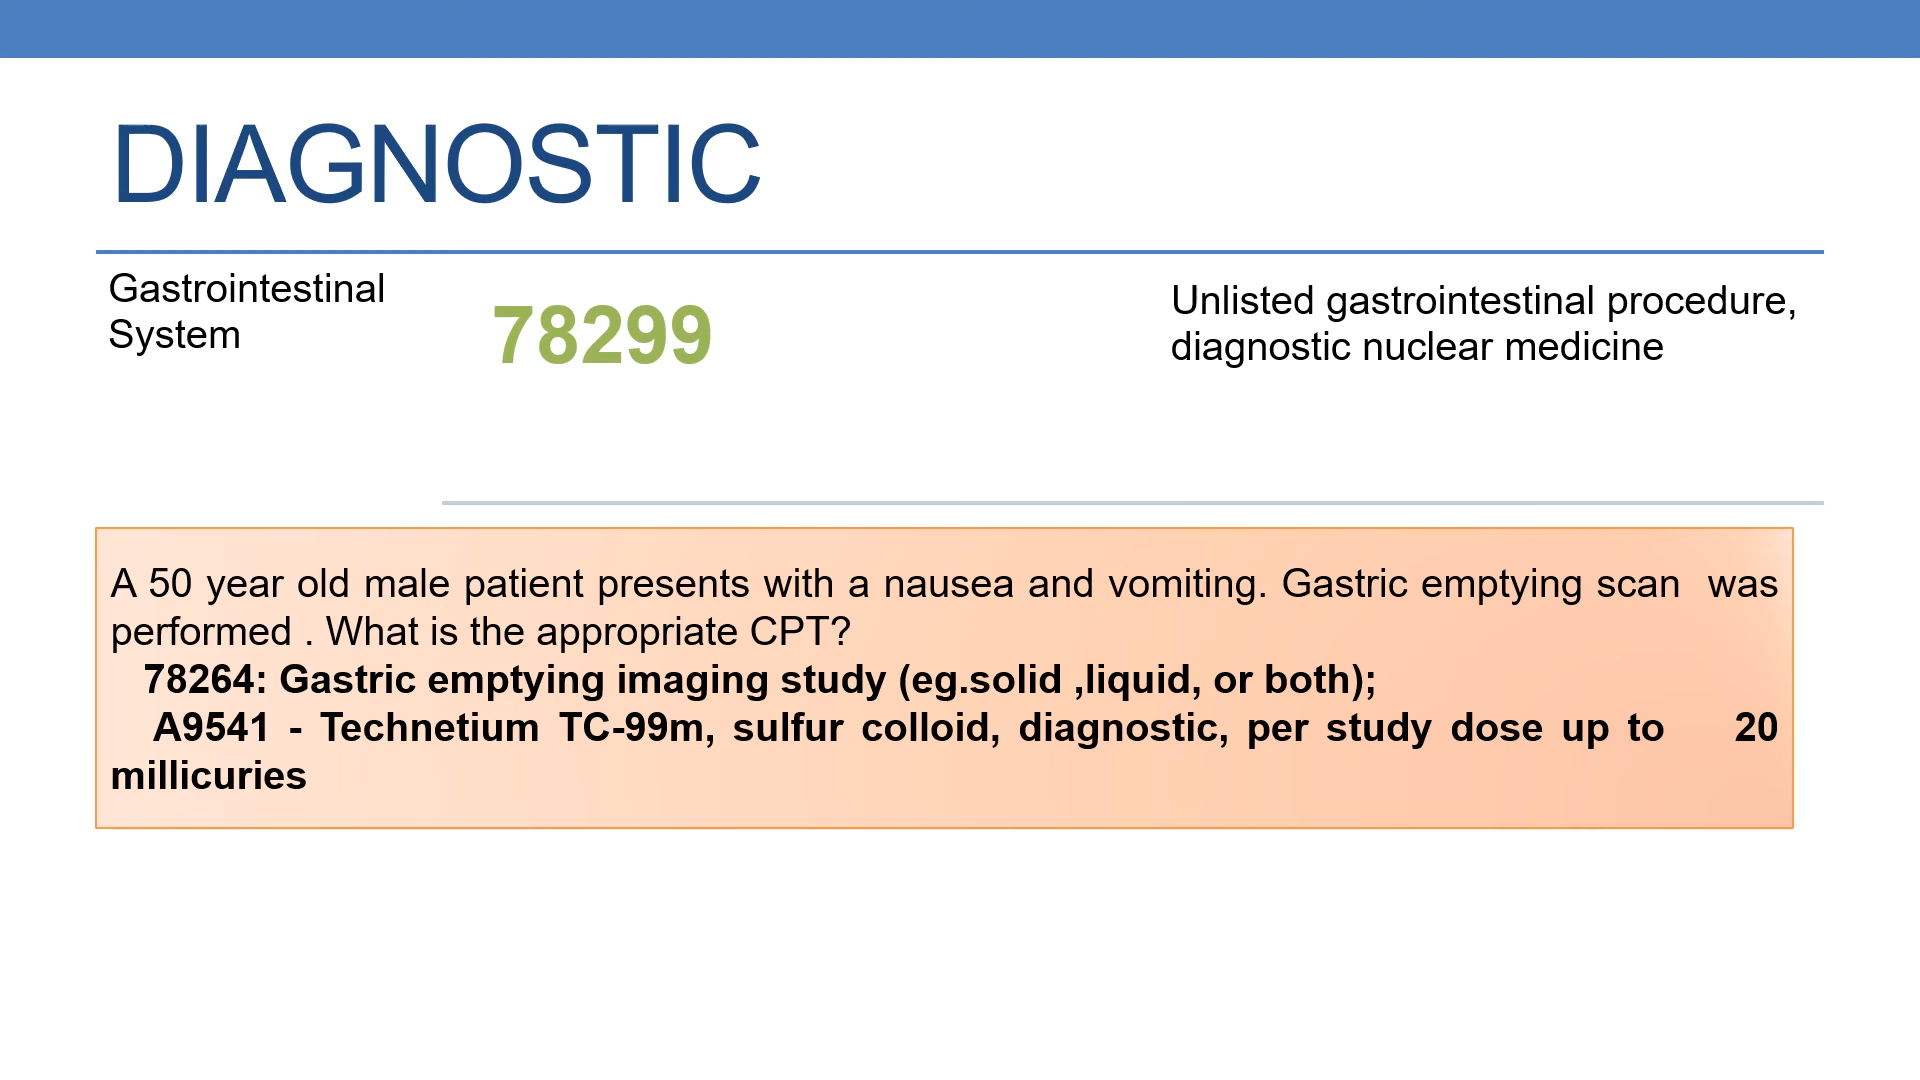 DIAGNOSTIC
Gastrointestinal
System
78299
Unlisted gastrointestinal procedure,
diagnostic nuclear medicine
A 50 year old male patient presents with a nausea and vomiting. Gastric emptying scan was
performed . What is the appropriate CPT?
78264: Gastric emptying imaging study (eg.solid ,liquid, or both);
A9541 - Technetium TC-99m, sulfur colloid, diagnostic, per study dose up to 20
millicuries